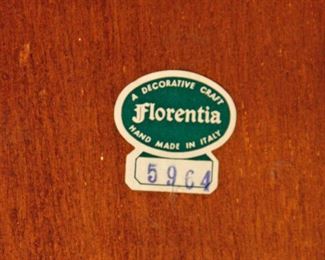 A DECORATIVE CRAFT
Florentia
HAND MADE IN ITALY
5964